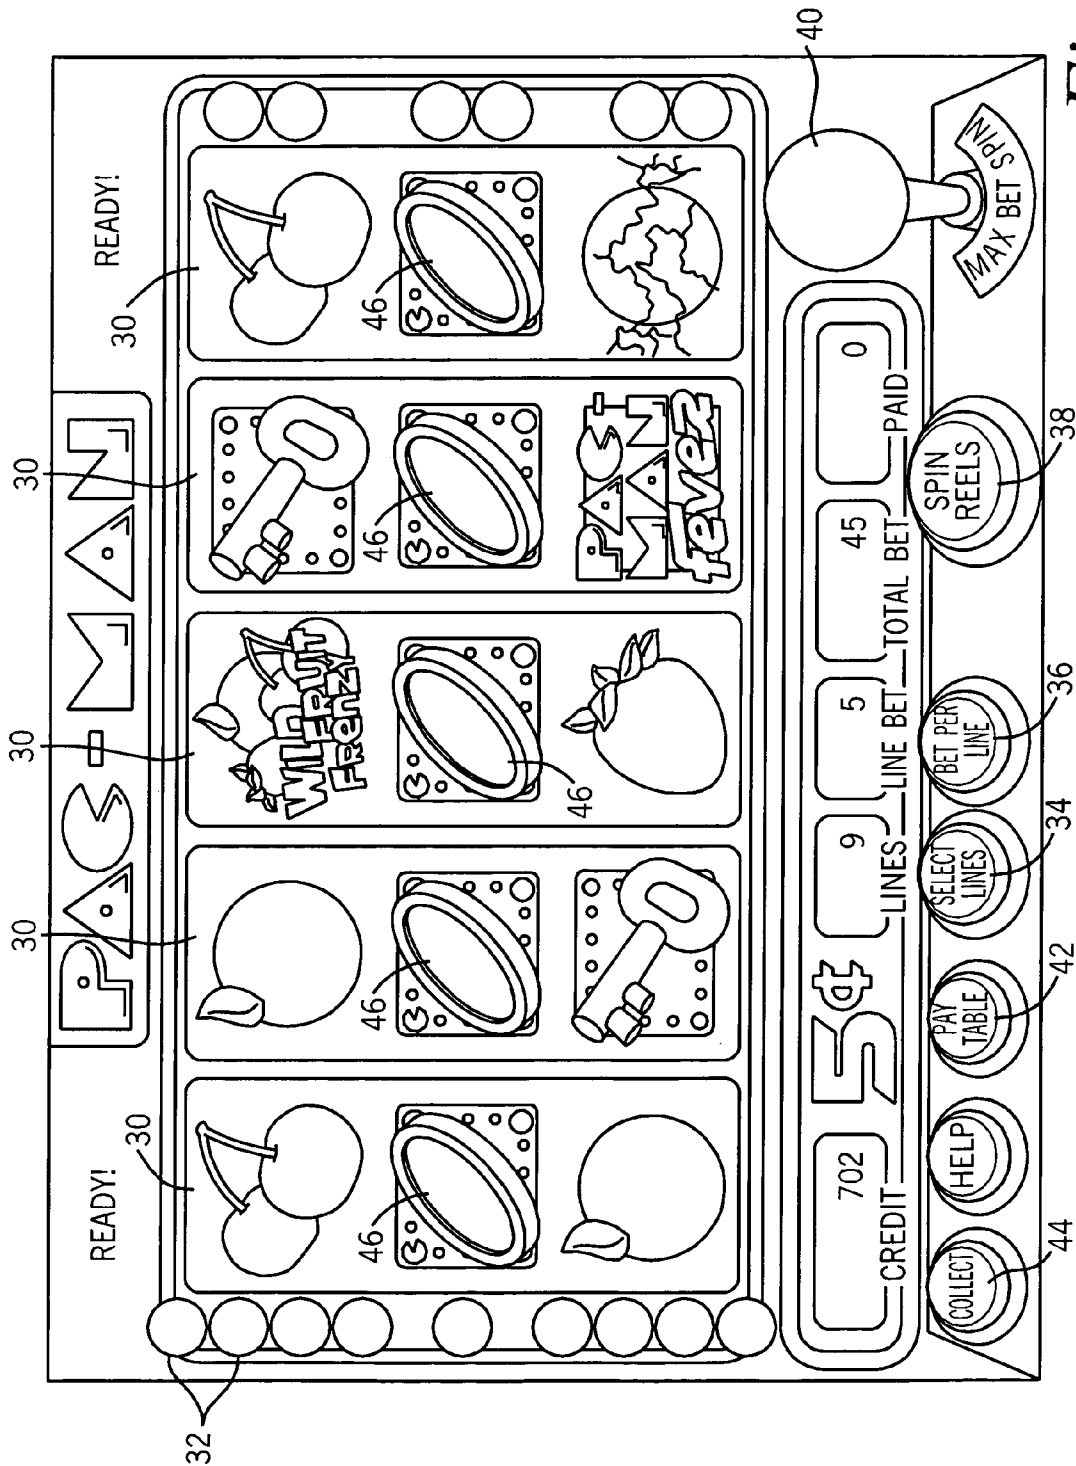 PAC-MAN
READY!
READY!
30
30
30
30
30
32
WILD FRUIT
FRENZY
46
46
46
46
46
PAC-
MAN
fever
40
702
5¢
9
5
45
0
CREDIT
LINES
LINE BET
TOTAL BET
PAID
MAX BET SPIN
COLLECT
HELP
PAY
TABLE
SELECT
LINES
BET PER
LINE
SPIN
REELS
44
42
34
36
38